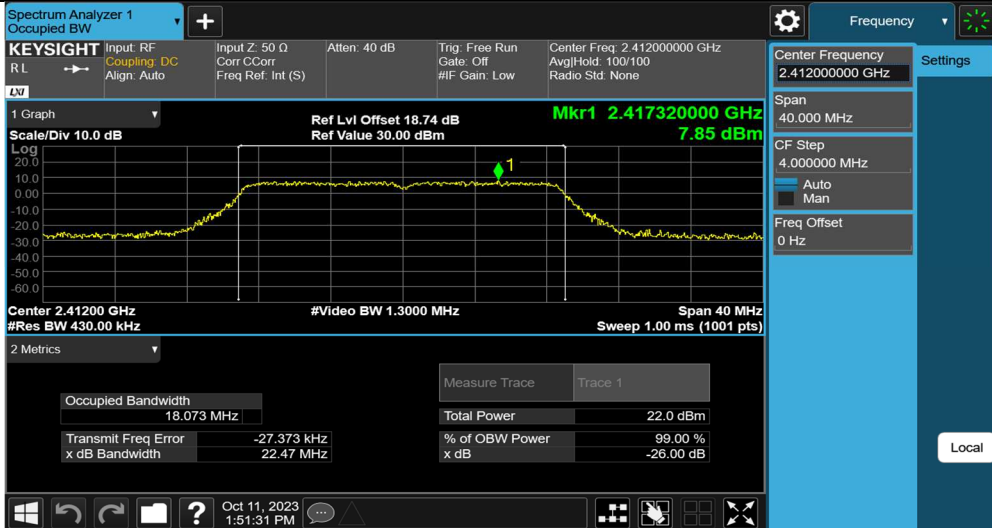 Spectrum Analyzer 1
Occupied BW
+
Frequency
KEYSIGHT
RL
LXI
Input: RF
Coupling: DC
Align: Auto
Input Z: 50 Ω
Corr CCorr
Freq Ref: Int (S)
Atten: 40 dB
Trig: Free Run
Gate: Off
#IF Gain: Low
Center Freq: 2.412000000 GHz
Avg|Hold: 100/100
Radio Std: None
Center Frequency
2.412000000 GHz
Settings
Span
40.000 MHz
CF Step
4.000000 MHz
Auto
Man
Freq Offset
0 Hz
Local
1 Graph
Scale/Div 10.0 dB
Ref Lvl Offset 18.74 dB
Ref Value 30.00 dBm
Mkr1 2.417320000 GHz
7.85 dBm
Log
20.0
10.0
0.00
-10.0
-20.0
-30.0
-40.0
-50.0
-60.0
1
Center 2.41200 GHz
#Res BW 430.00 kHz
#Video BW 1.3000 MHz
Span 40 MHz
Sweep 1.00 ms (1001 pts)
2 Metrics
Measure Trace
Trace 1
Occupied Bandwidth
18.073 MHz
Total Power
22.0 dBm
Transmit Freq Error
-27.373 kHz
% of OBW Power
99.00 %
x dB Bandwidth
22.47 MHz
x dB
-26.00 dB
?
Oct 11, 2023
1:51:31 PM